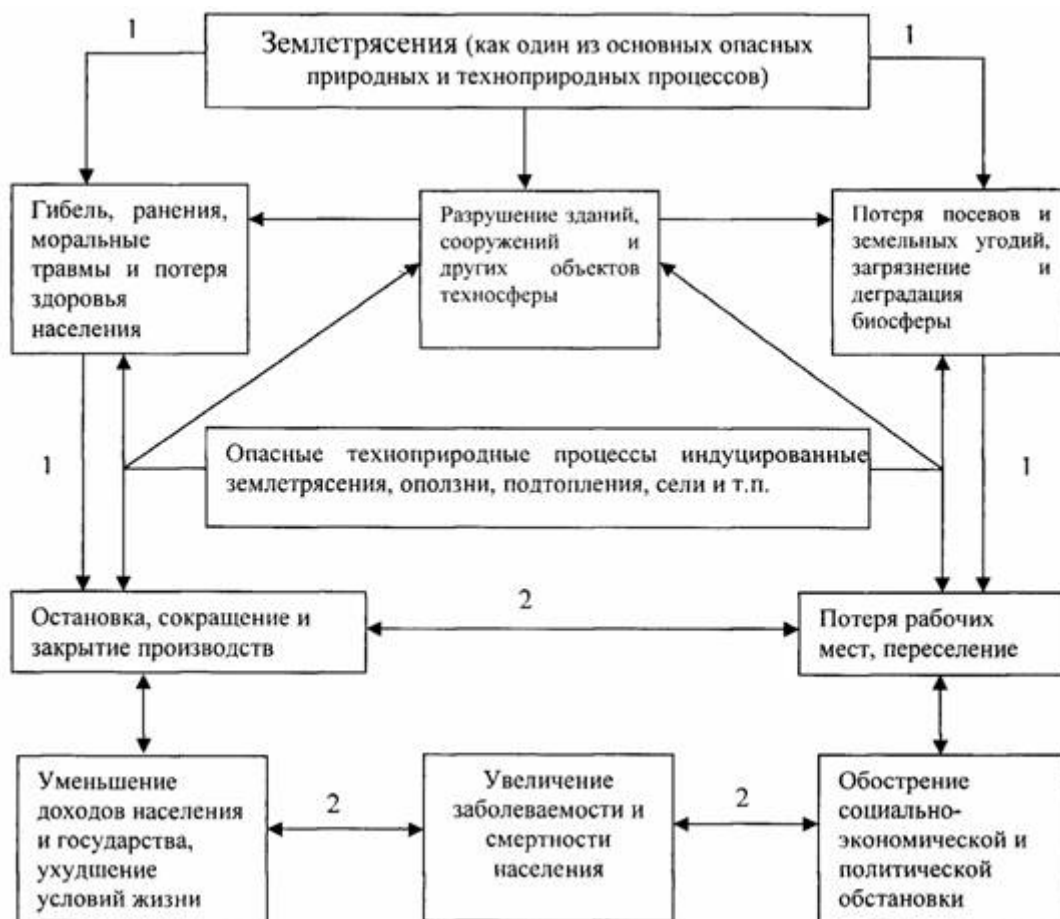 1
Землетрясения (как один из основных опасных
природных и техноприродных процессов)
1
Гибель, ранения,
моральные
травмы и потеря
здоровья
населения
Разрушение зданий,
сооружений и
других объектов
техносферы
Потеря посевов и
земельных угодий,
загрязнение и
деградация
биосферы
1
Опасные техноприродные процессы индуцированные
землетрясения, оползни, подтопления, сели и т.п.
1
Остановка, сокращение и
закрытие производств
2
Потеря рабочих
мест, переселение
Уменьшение
доходов населения
и государства,
ухудшение
условий жизни
2
Увеличение
заболеваемости и
смертности
населения
2
Обострение
социально-
экономической и
политической
обстановки